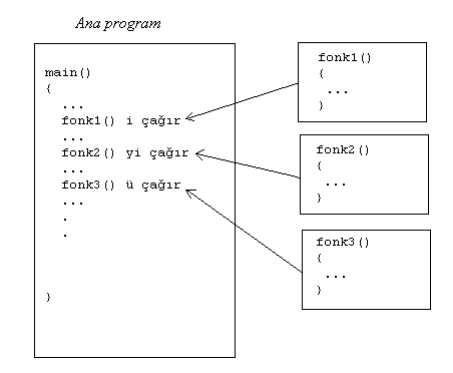 Ana program
main()
{
...
fonk1() i çağır
...
fonk2() yi çağır
...
fonk3() ü çağır
...
.
.
}
fonk1()
{
...
}
fonk2()
{
...
}
fonk3()
{
...
}